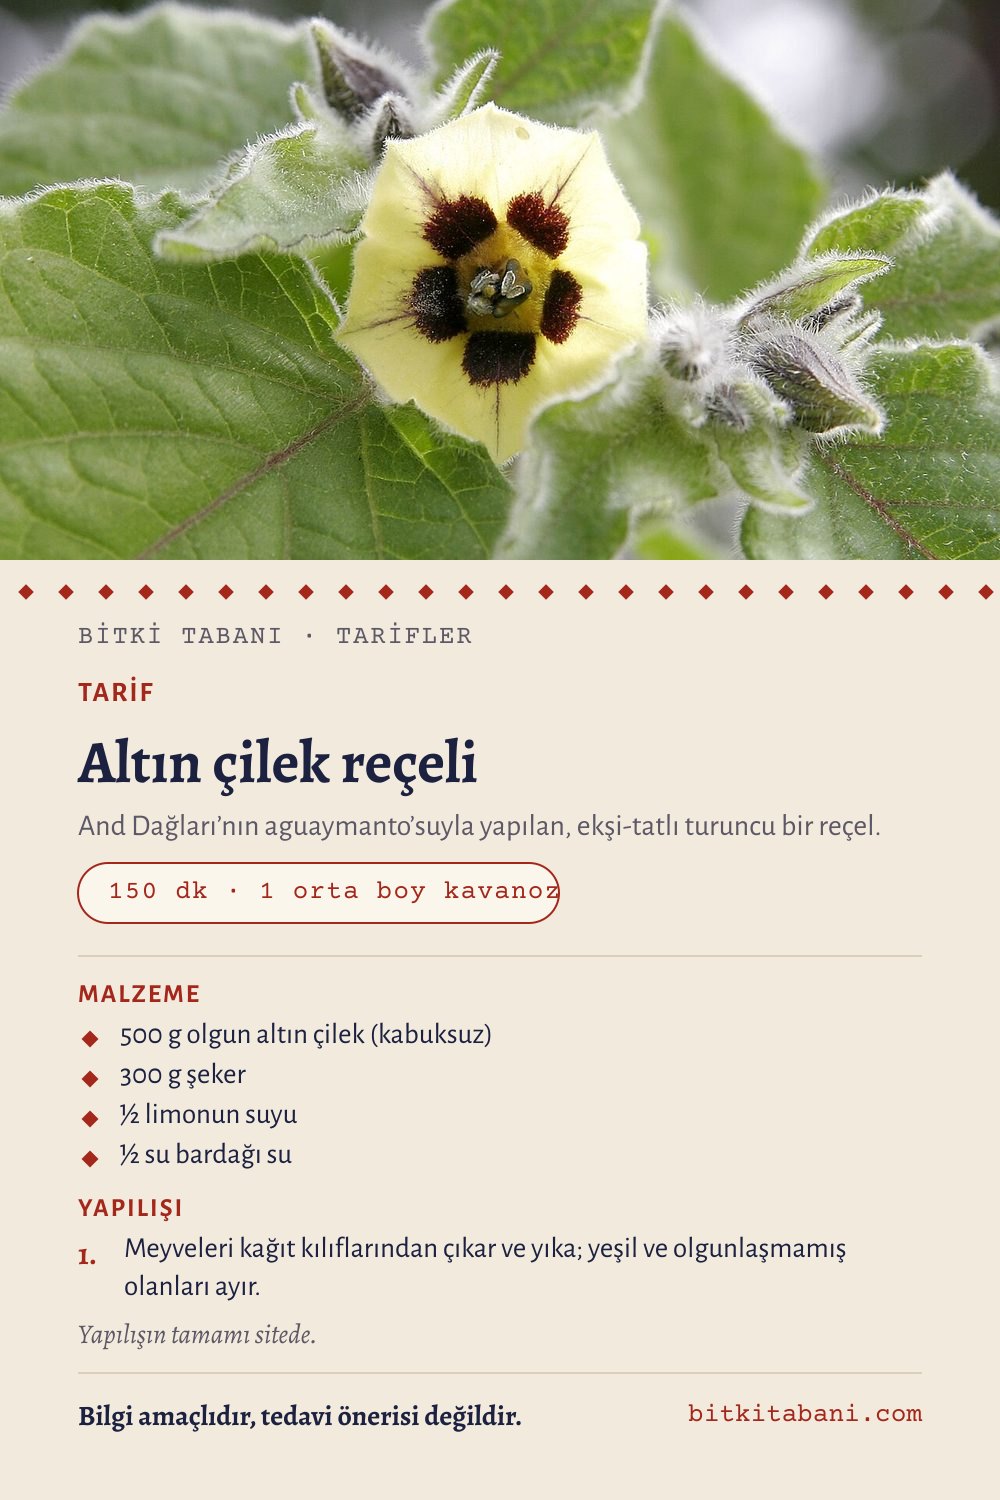 BİTKİ TABANI · TARİFLER
TARİF
Altın çilek reçeli
And Dağları’nın aguaymanto’suyla yapılan, ekşi-tatlı turuncu bir reçel.
150 dk · 1 orta boy kavanoz
MALZEME
500 g olgun altın çilek (kabuksuz)
300 g şeker
½ limonun suyu
½ su bardağı su
YAPILIŞI
1. Meyveleri kağıt kılıflarından çıkar ve yıka; yeşil ve olgunlaşmamış
olanları ayır.
Yapılışın tamamı sitede.
Bilgi amaçlıdır, tedavi önerisi değildir.
bitkitabani.com